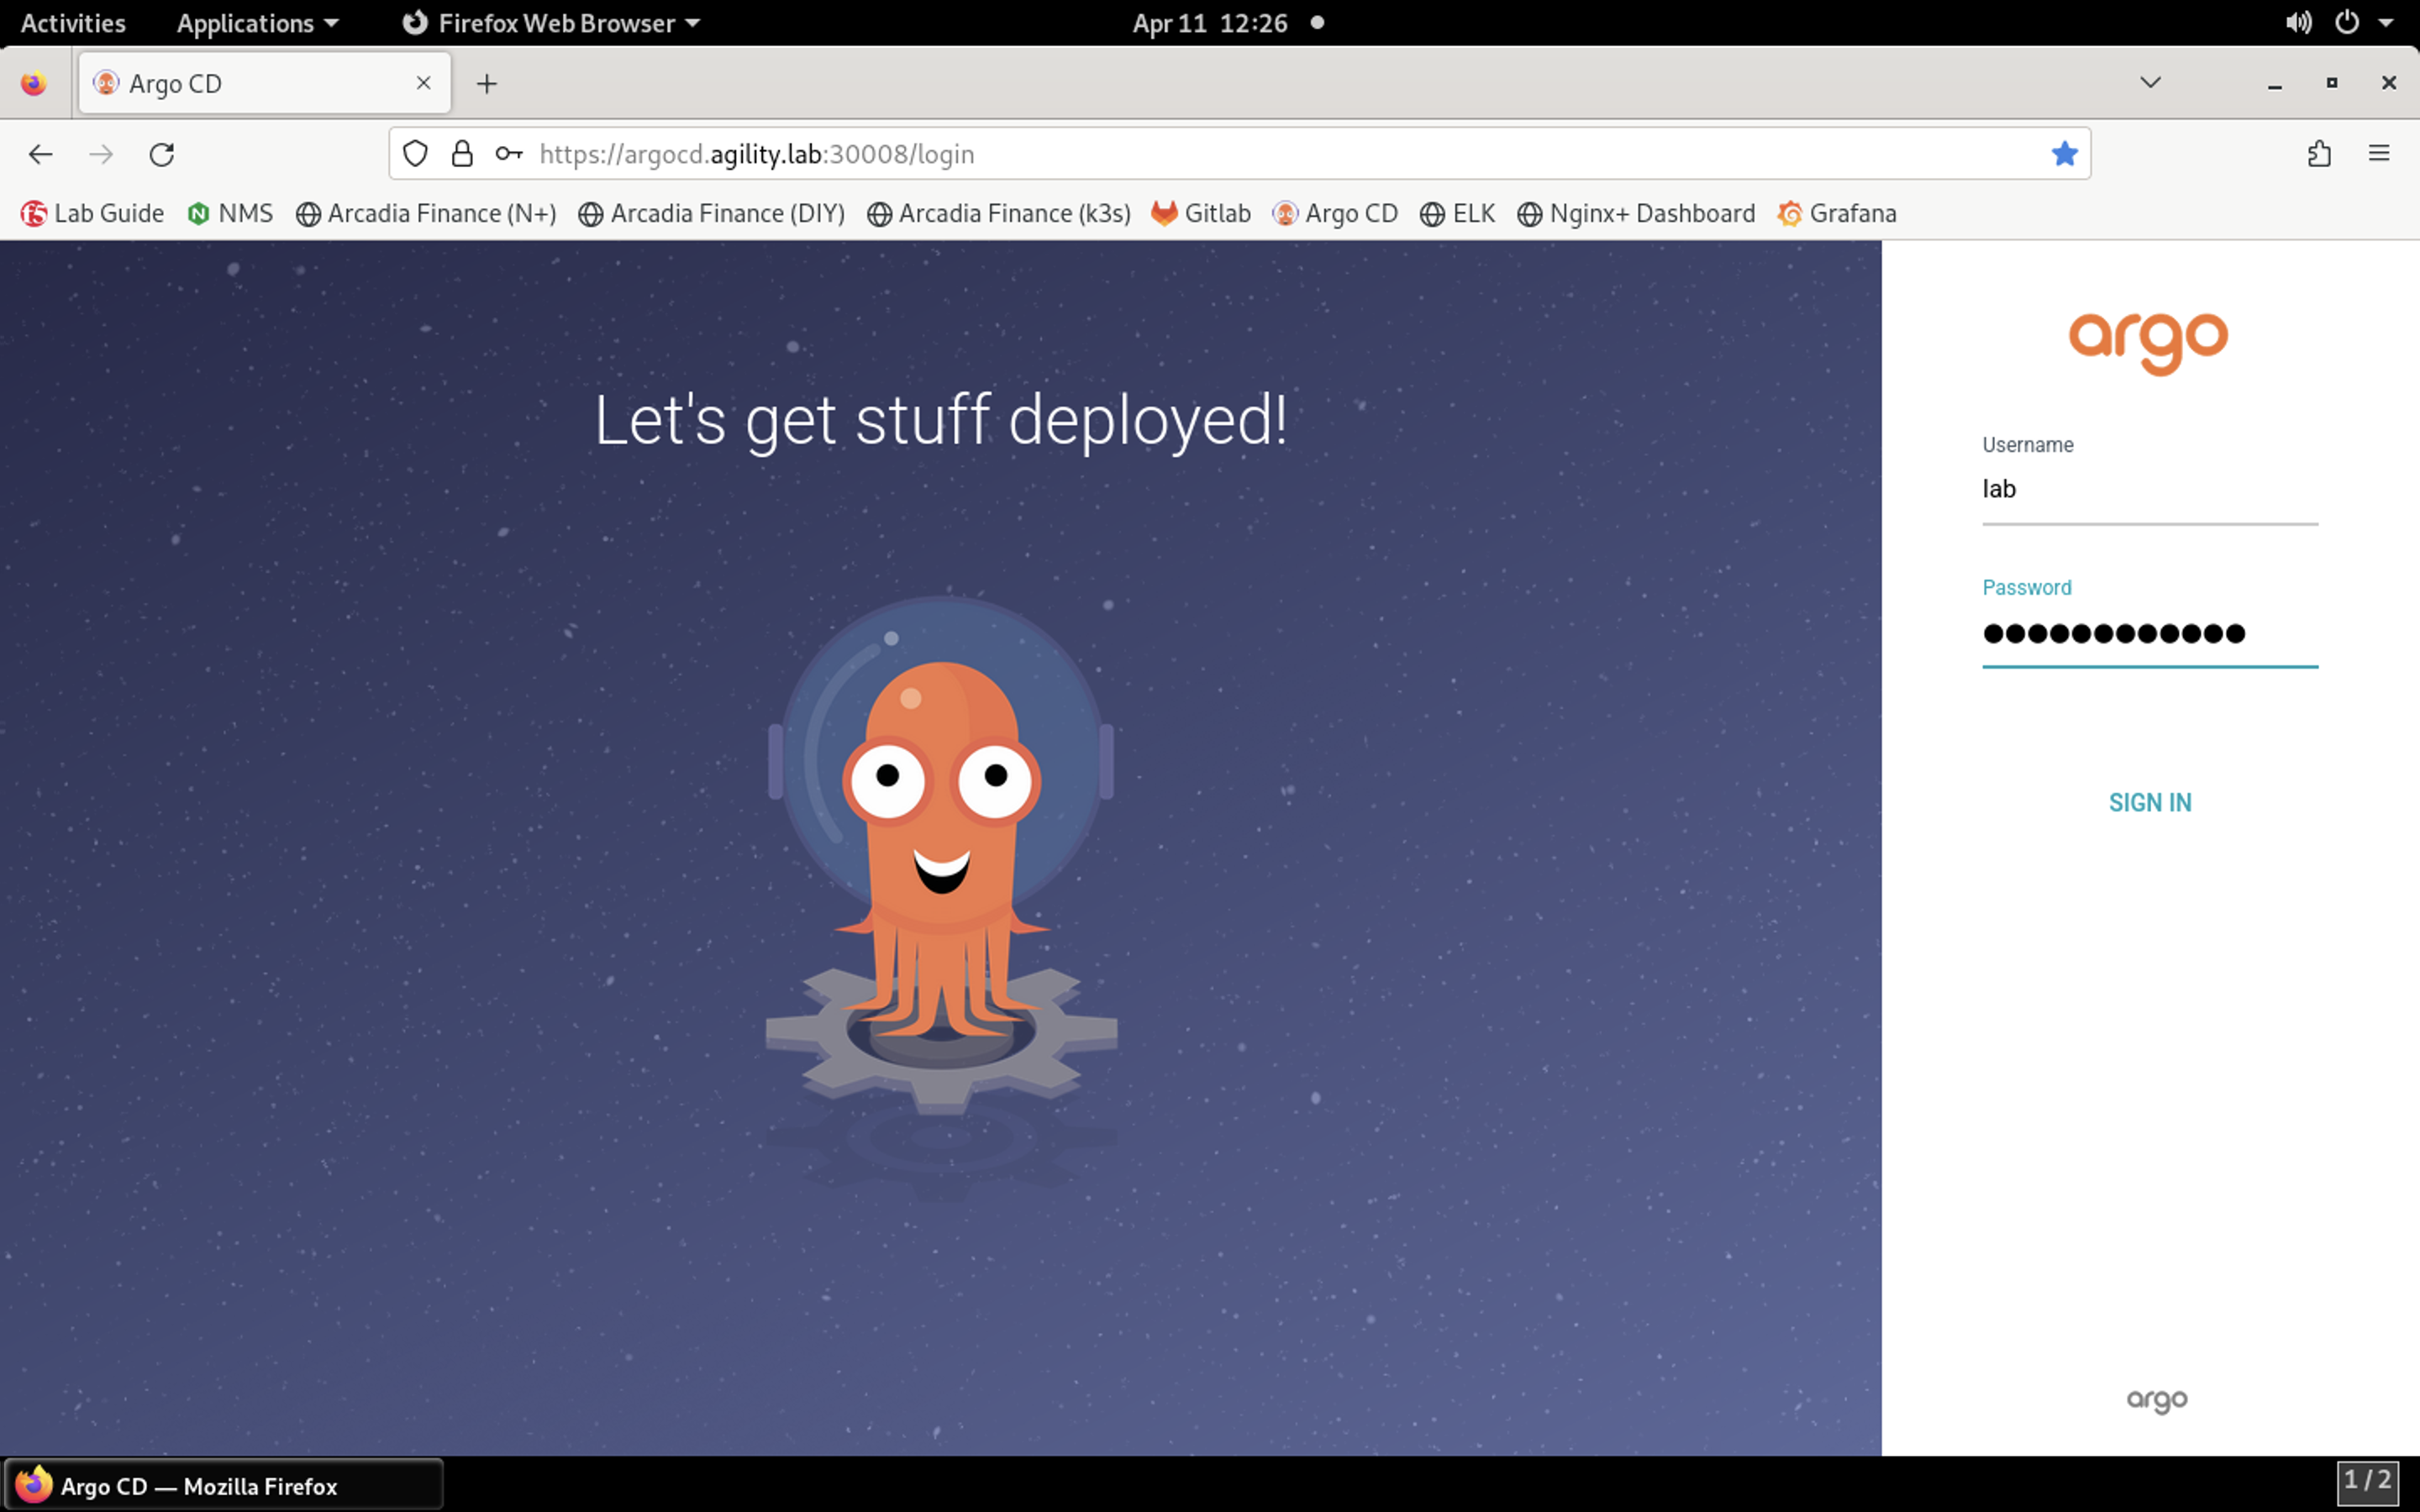 Activities Applications Firefox Web Browser Apr 11 12:26
Argo CD
https://argocd.agility.lab:30008/login
Lab Guide NMS Arcadia Finance (N+) Arcadia Finance (DIY) Arcadia Finance (k3s) Gitlab Argo CD ELK Nginx+ Dashboard Grafana
argo
Let's get stuff deployed!
Username
lab
Password
SIGN IN
argo
Argo CD — Mozilla Firefox 1 / 2